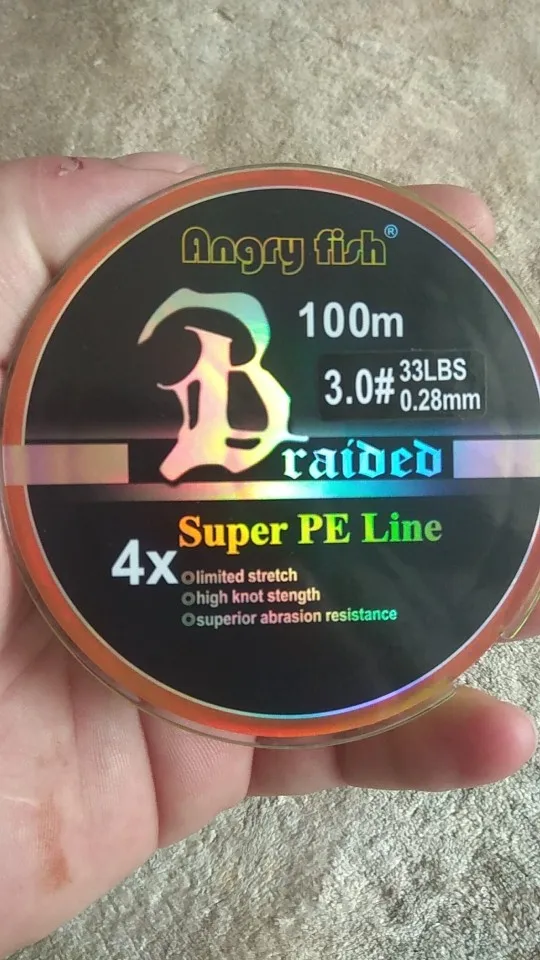 Angry fish®
100m
3.0# 33LBS
0.28mm
Braided
Super PE Line
4x
limited stretch
high knot stength
superior abrasion resistance